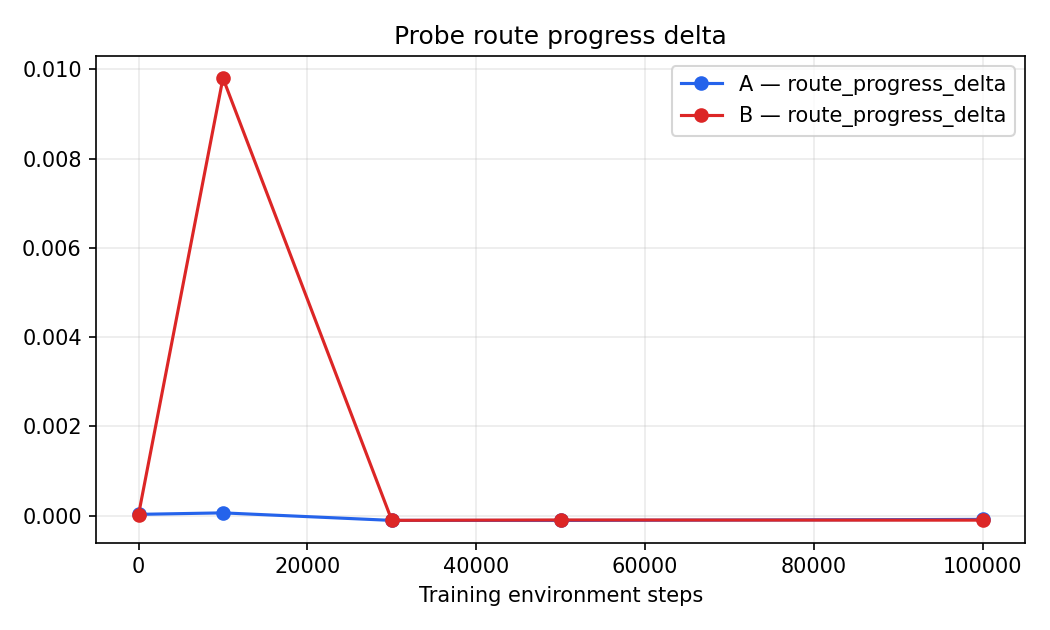 Probe route progress delta
A — route_progress_delta
B — route_progress_delta
0.010
0.008
0.006
0.004
0.002
0.000
0 20000 40000 60000 80000 100000
Training environment steps